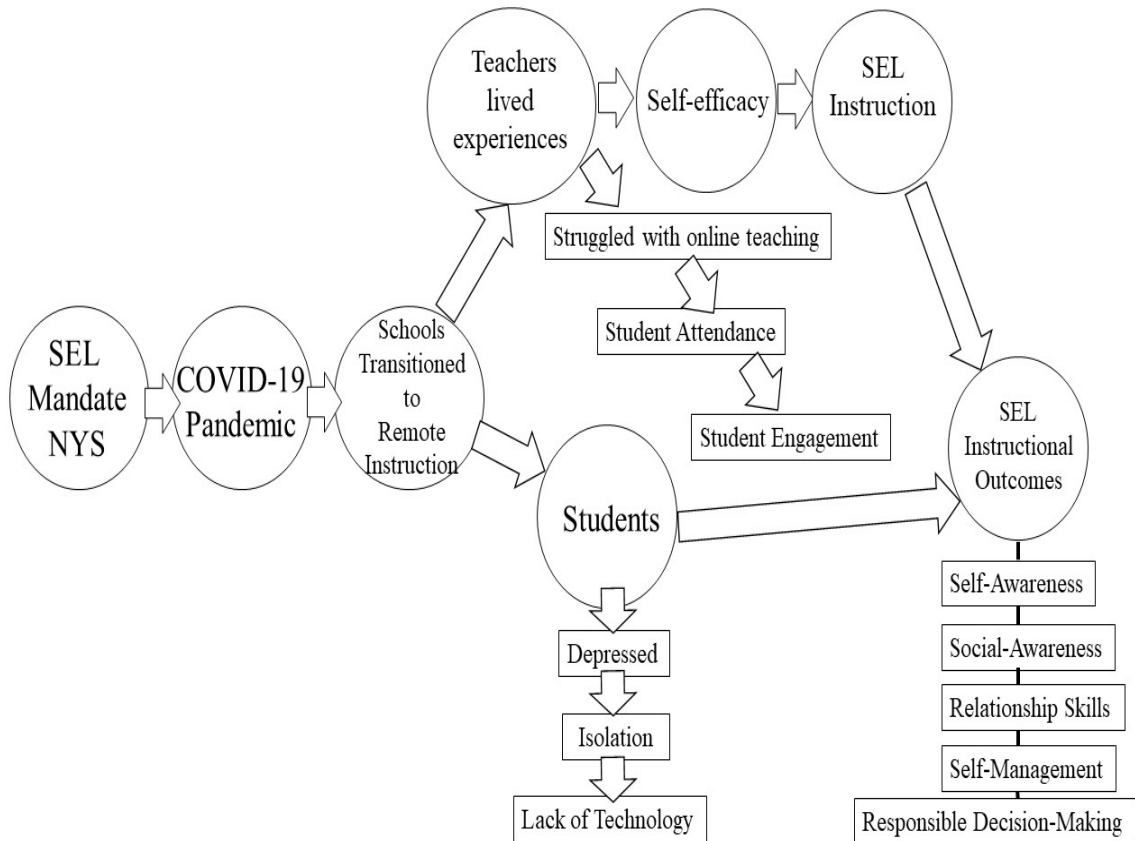 SEL
Mandate
NYS
COVID-19
Pandemic
Schools
Transitioned
to
Remote
Instruction
Teachers
lived
experiences
Self-efficacy
SEL
Instruction
Struggled with online teaching
Student Attendance
Student Engagement
Students
Depressed
Isolation
Lack of Technology
SEL
Instructional
Outcomes
Self-Awareness
Social-Awareness
Relationship Skills
Self-Management
Responsible Decision-Making